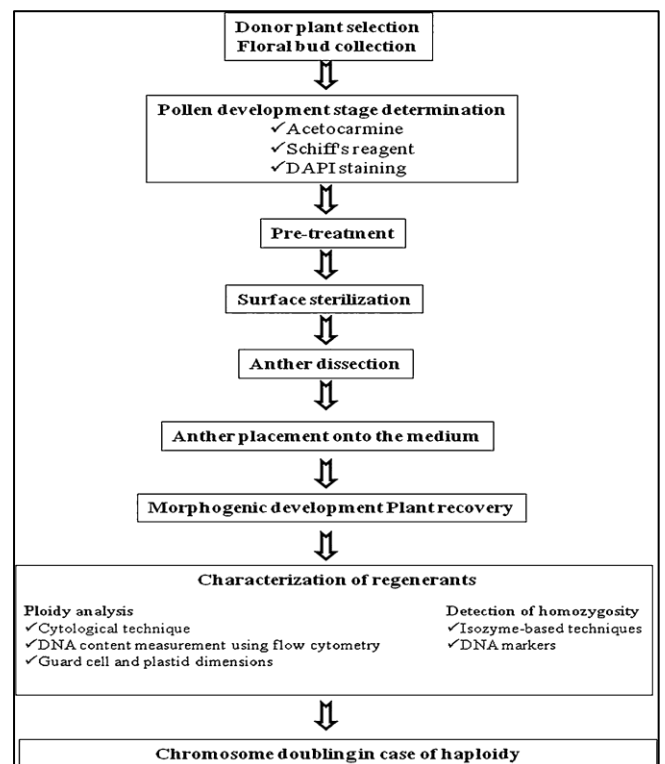 Donor plant selection
Floral bud collection
Pollen development stage determination
✓Acetocarmine
✓Schiff's reagent
✓DAPI staining
Pre-treatment
Surface sterilization
Anther dissection
Anther placement onto the medium
Morphogenic development Plant recovery
Characterization of regenerants
Ploidy analysis
✓Cytological technique
✓DNA content measurement using flow cytometry
✓Guard cell and plastid dimensions
Detection of homozygosity
✓Isozyme-based techniques
✓DNA markers
Chromosome doubling in case of haploidy